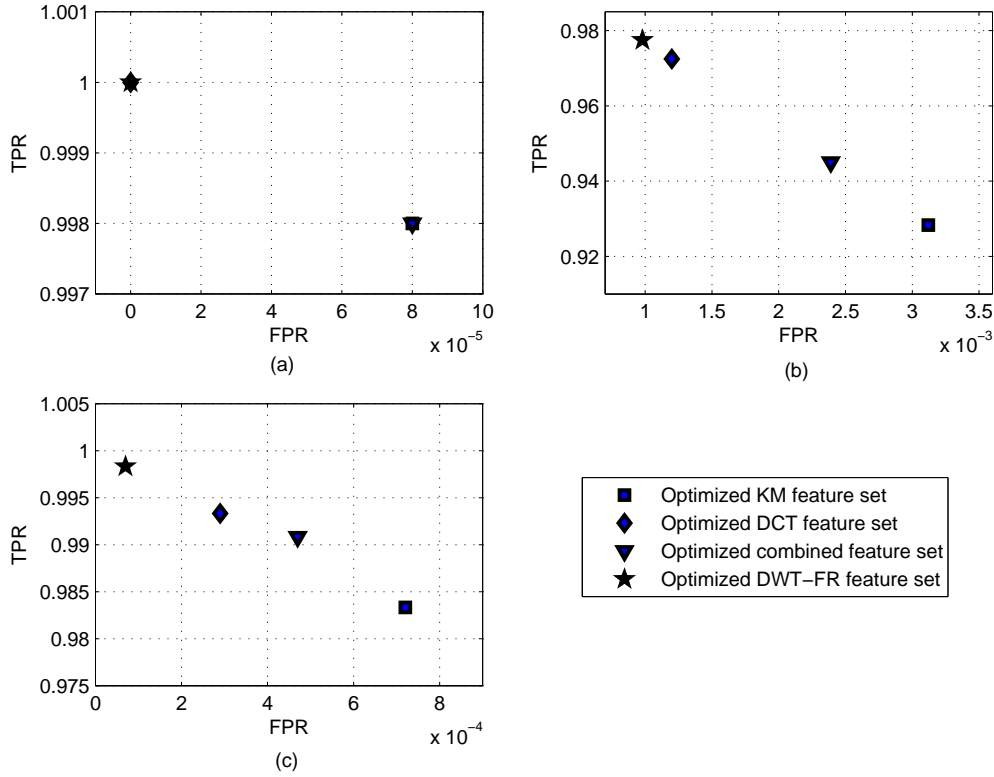 1.001
1
0.999
0.998
0.997
TPR
0 2 4 6 8 10
FPR
x 10−5
(a)
0.98
0.96
0.94
0.92
TPR
1 1.5 2 2.5 3 3.5
FPR
x 10−3
(b)
1.005
1
0.995
0.99
0.985
0.98
0.975
TPR
0 2 4 6 8
FPR
x 10−4
(c)
Optimized KM feature set
Optimized DCT feature set
Optimized combined feature set
Optimized DWT−FR feature set